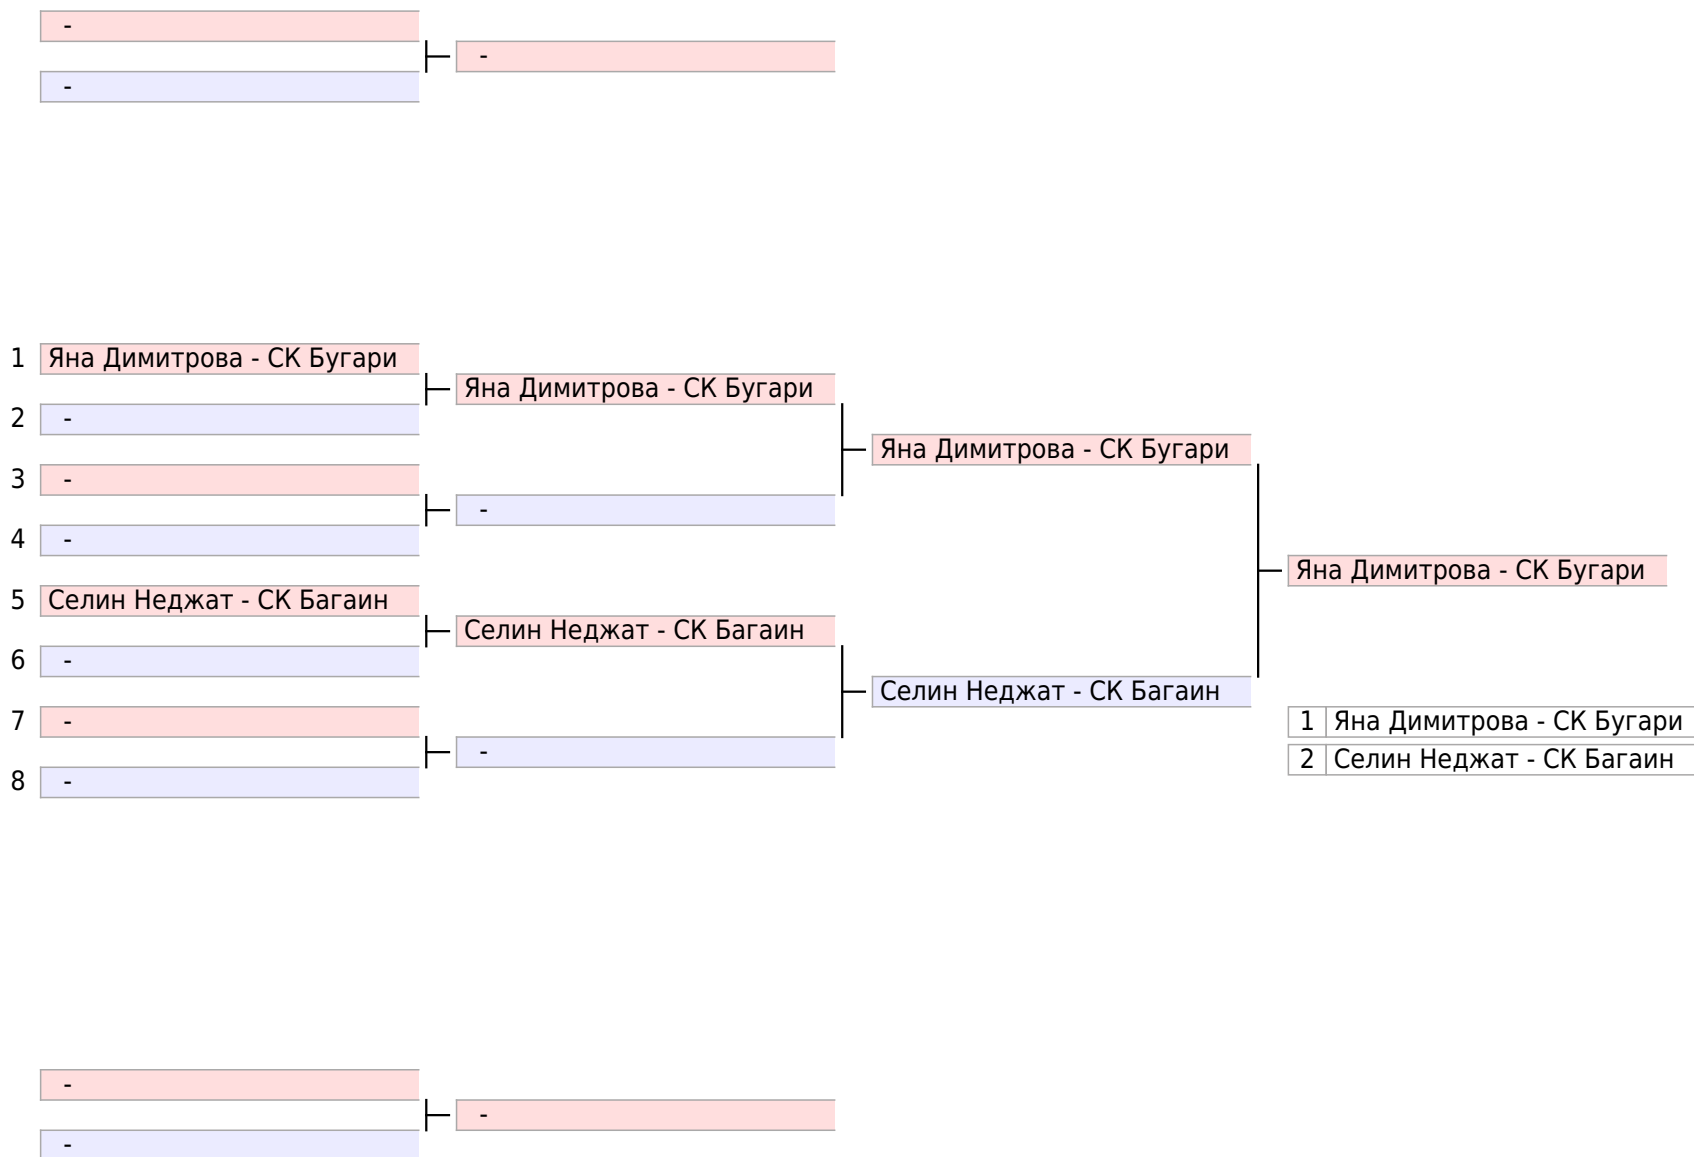 -
-
-
1 Яна Димитрова - СК Бугари
Яна Димитрова - СК Бугари
2 -
Яна Димитрова - СК Бугари
3 -
-
4 -
Яна Димитрова - СК Бугари
5 Селин Неджат - СК Багаин
Селин Неджат - СК Багаин
6 -
Селин Неджат - СК Багаин
7 -
1 Яна Димитрова - СК Бугари
-
2 Селин Неджат - СК Багаин
8 -
-
-
-